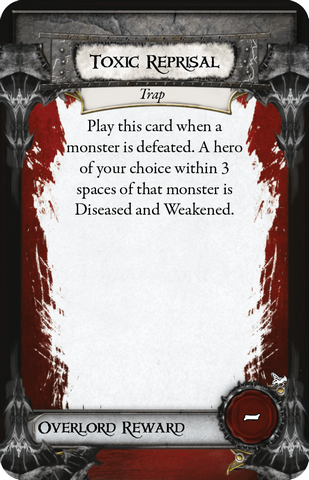 Toxic Reprisal
Trap
Play this card when a
monster is defeated. A hero
of your choice within 3
spaces of that monster is
Diseased and Weakened.
-
Overlord Reward